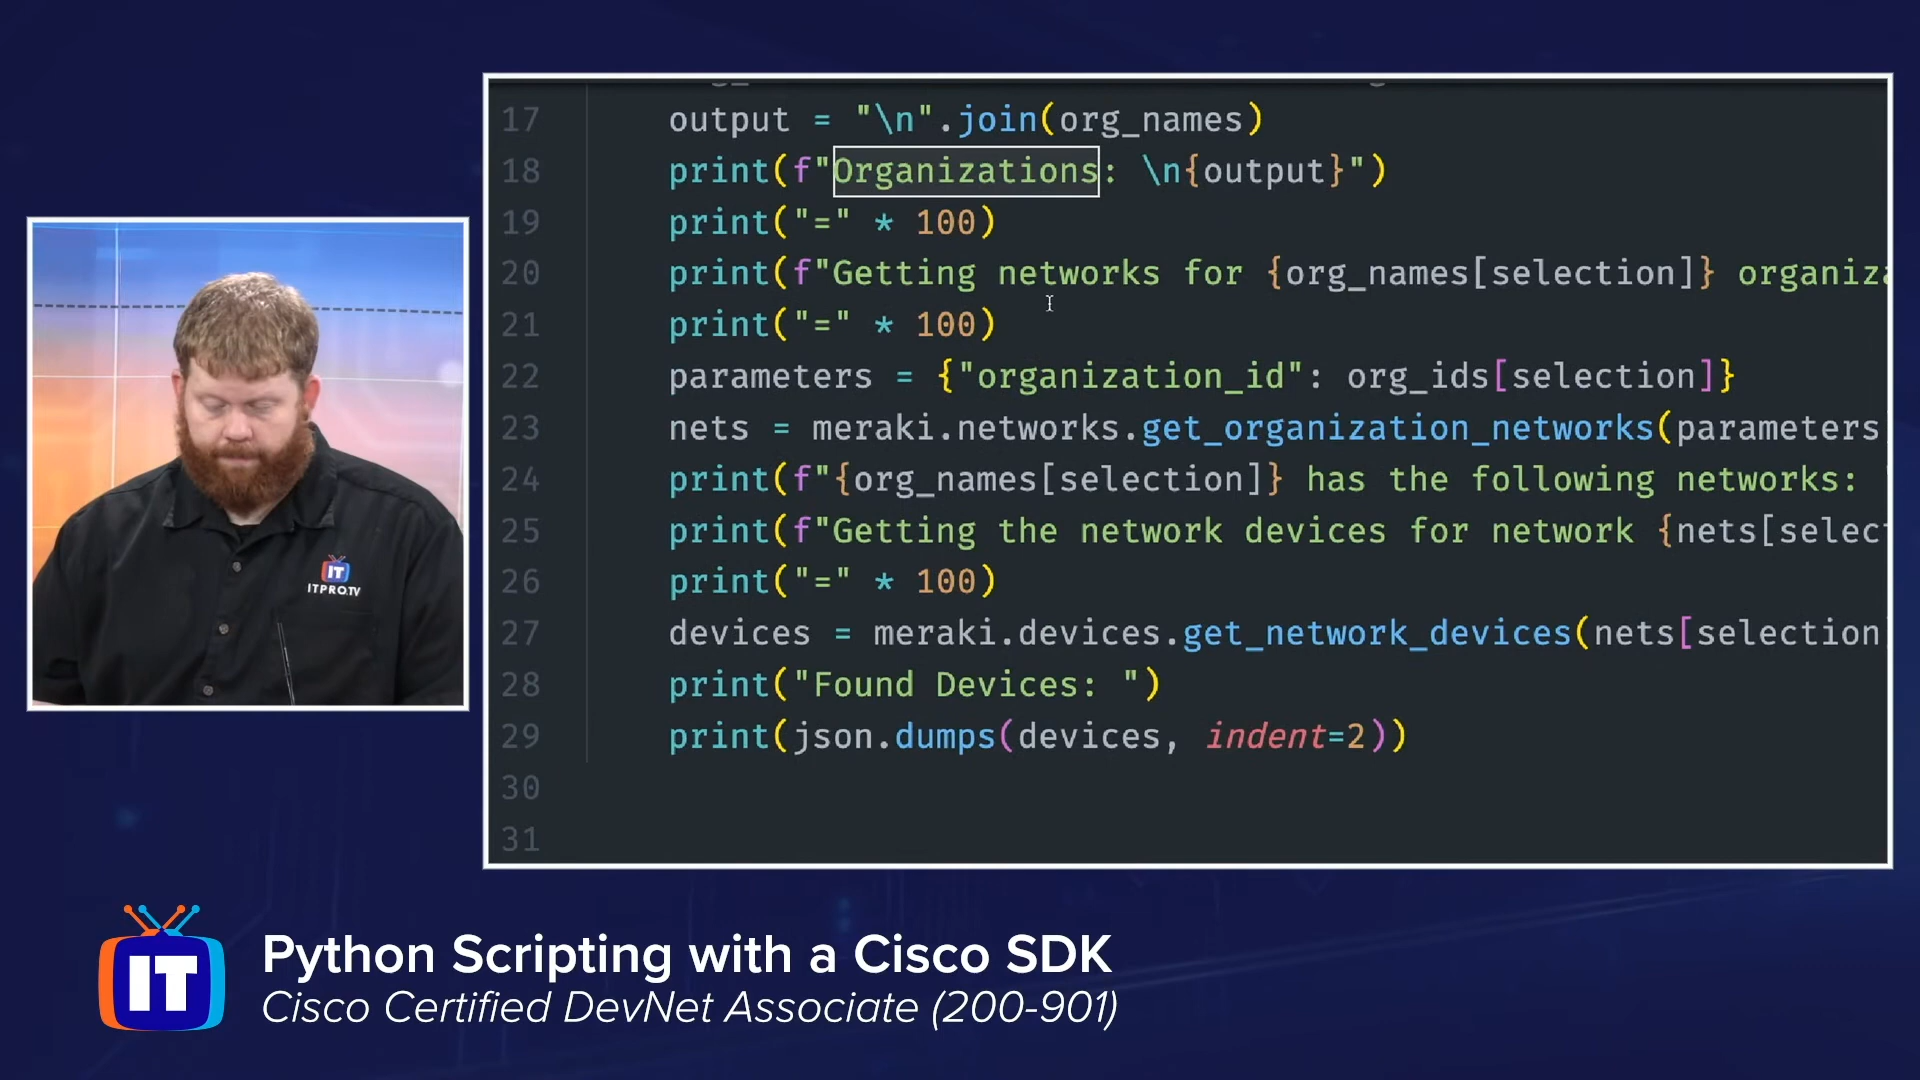 17 output = "\n".join(org_names)
18 print(f"Organizations: \n{output}")
19 print("=" * 100)
20 print(f"Getting networks for {org_names[selection]} organiz
21 print("=" * 100)
22 parameters = {"organization_id": org_ids[selection]}
23 nets = meraki.networks.get_organization_networks(parameters
24 print(f"{org_names[selection]} has the following networks:
25 print(f"Getting the network devices for network {nets[selec
26 print("=" * 100)
27 devices = meraki.devices.get_network_devices(nets[selection
28 print("Found Devices: ")
29 print(json.dumps(devices, indent=2))
30
31
IT
ITPRO.TV
IT
Python Scripting with a Cisco SDK
Cisco Certified DevNet Associate (200-901)